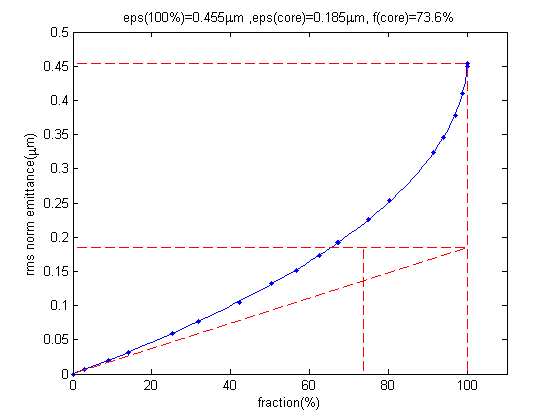 eps(100%)=0.455μm ,eps(core)=0.185μm, f(core)=73.6%
0.5
0.45
0.4
0.35
0.3
0.25
0.2
0.15
0.1
0.05
0
rms norm emittance(μm)
0 20 40 60 80 100
fraction(%)